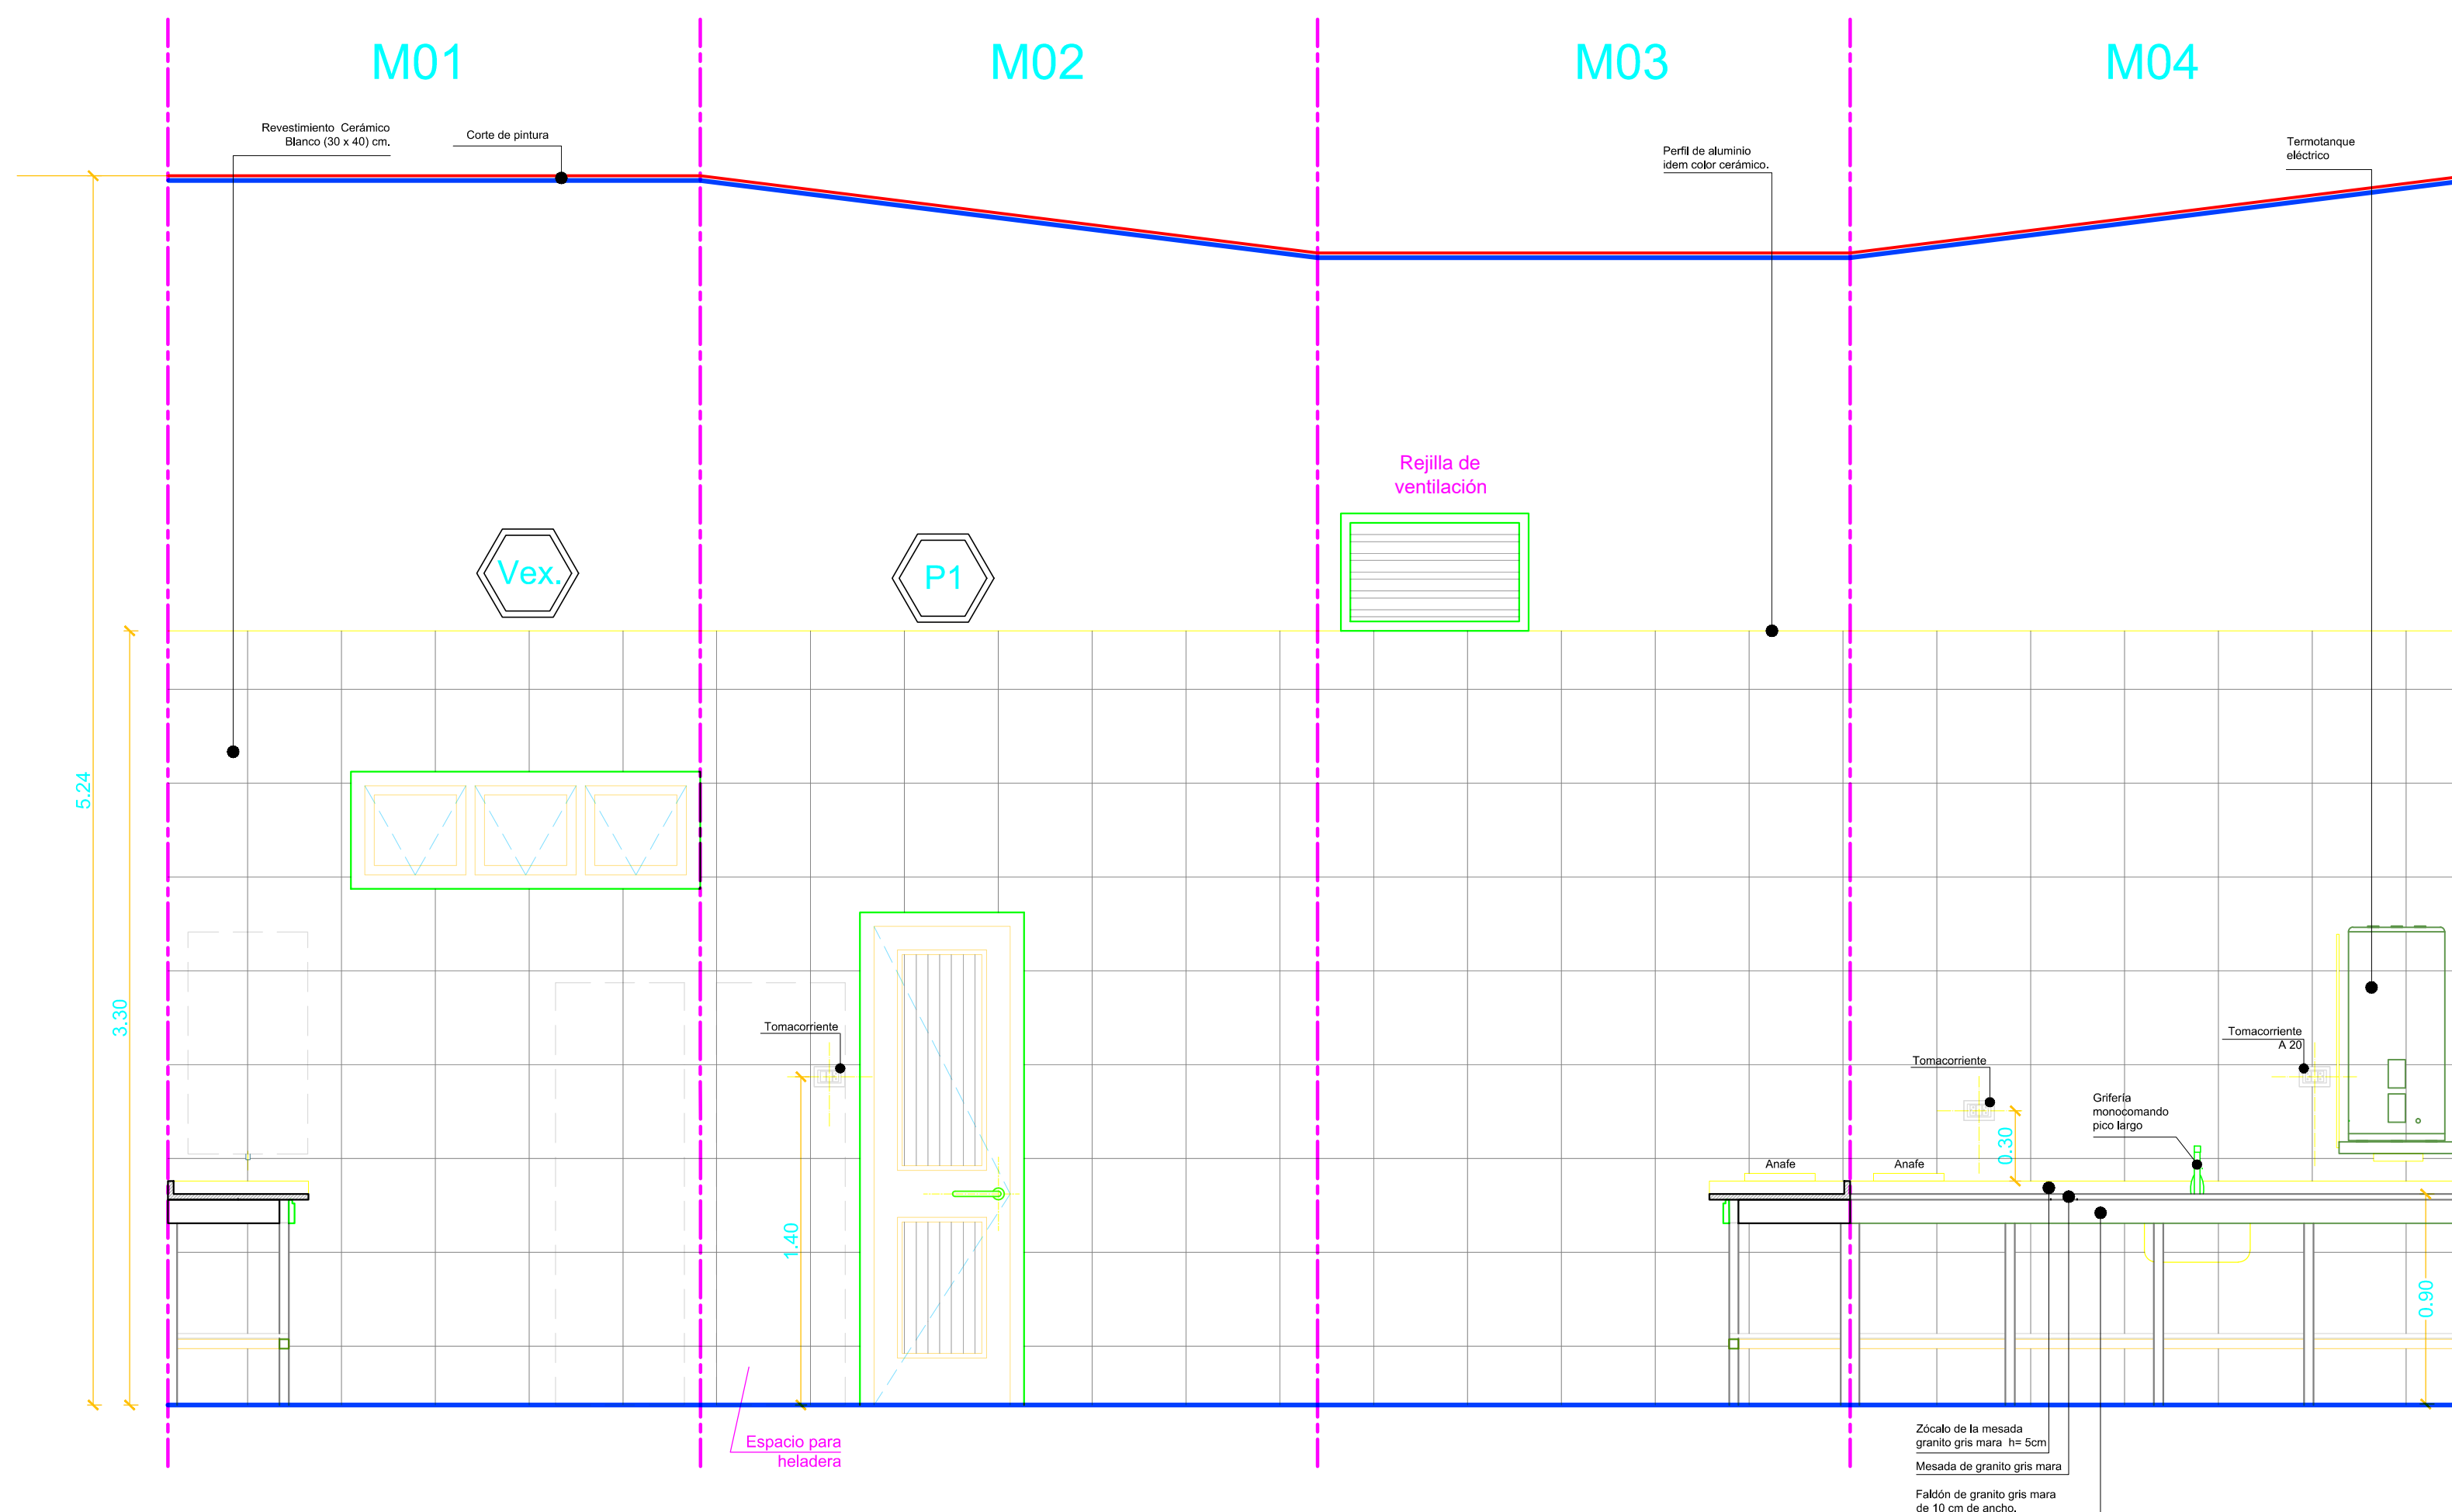 M01
M02
M03
M04
Revestimiento Cerámico
Blanco (30 x 40) cm.
Corte de pintura
Perfil de aluminio
idem color cerámico.
Termotanque
eléctrico
Rejilla de
ventilación
Vex.
P1
5.24
3.30
Tomacorriente
1.40
Espacio para
heladera
Anafe
Anafe
Tomacorriente
0.30
Grifería
monocomando
pico largo
Tomacorriente
A 20
0.90
Zócalo de la mesada
granito gris mara h= 5cm
Mesada de granito gris mara
Faldón de granito gris mara
de 10 cm de ancho.